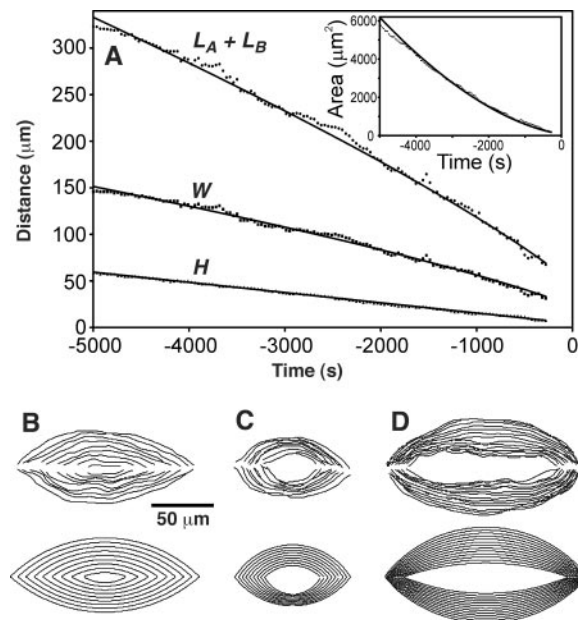 A
L_A + L_B
W
H
Distance (μm)
300
250
200
150
100
50
0
-5000 -4000 -3000 -2000 -1000 0
Time (s)
Area (μm²)
6000
4000
2000
0
-4000 -2000 0
Time (s)
B
C
D
50 μm